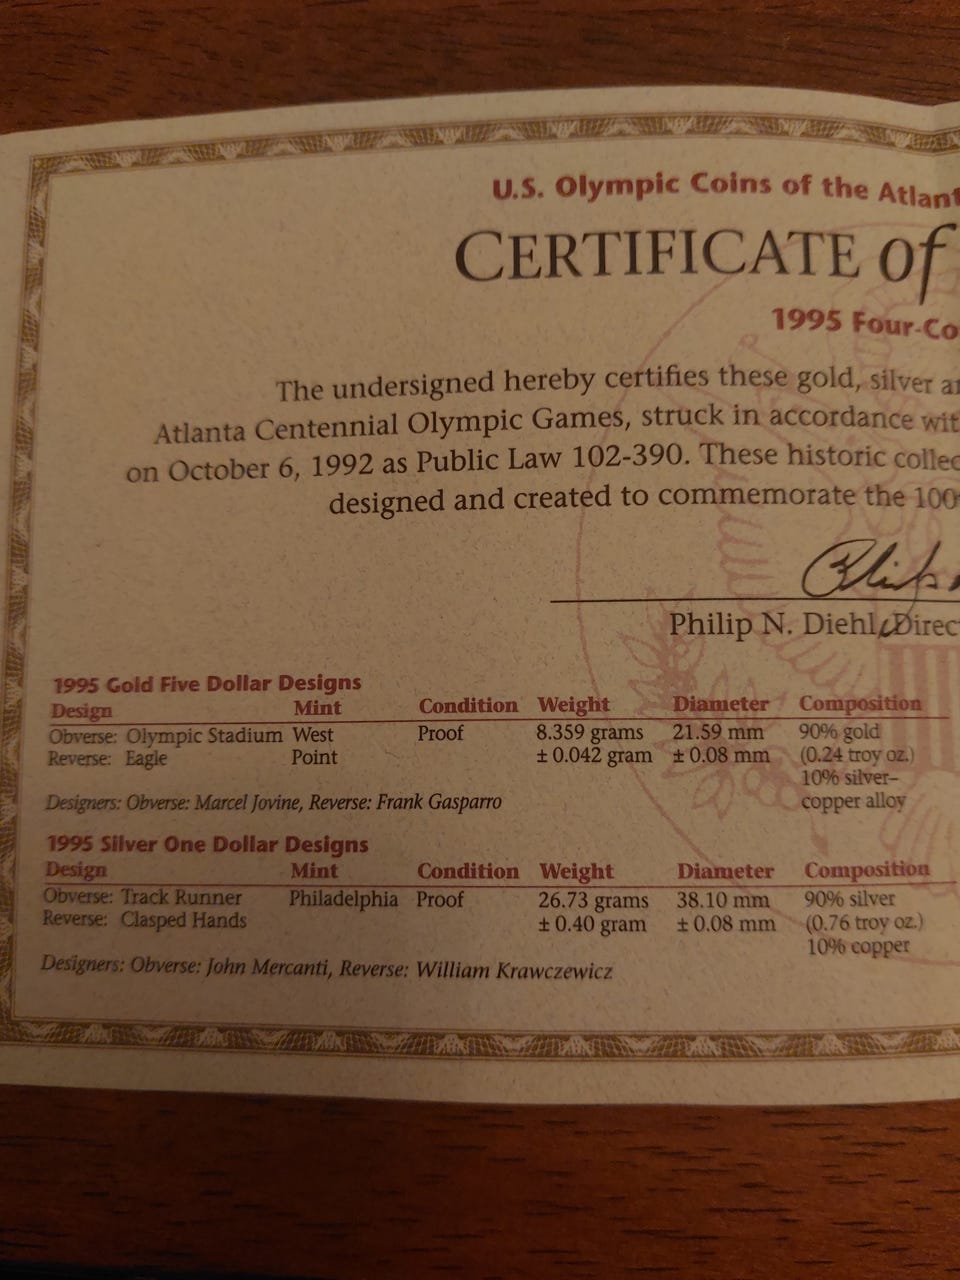 U.S. Olympic Coins of the Atlant
CERTIFICATE of
1995 Four-Co
The undersigned hereby certifies these gold, silver an
Atlanta Centennial Olympic Games, struck in accordance wit
on October 6, 1992 as Public Law 102-390. These historic collec
designed and created to commemorate the 100
Philip N. Diehl, Direc
1995 Gold Five Dollar Designs
Design Mint Condition Weight Diameter Composition
Obverse: Olympic Stadium West Proof 8.359 grams 21.59 mm 90% gold
Reverse: Eagle Point ± 0.042 gram ± 0.08 mm (0.24 troy oz.)
10% silver–
copper alloy
Designers: Obverse: Marcel Jovine, Reverse: Frank Gasparro
1995 Silver One Dollar Designs
Design Mint Condition Weight Diameter Composition
Obverse: Track Runner Philadelphia Proof 26.73 grams 38.10 mm 90% silver
Reverse: Clasped Hands ± 0.40 gram ± 0.08 mm (0.76 troy oz.)
10% copper
Designers: Obverse: John Mercanti, Reverse: William Krawczewicz